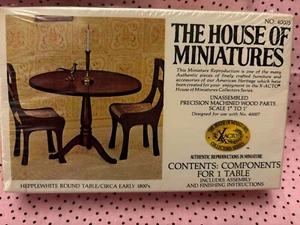 NO. 40015
THE HOUSE OF
MINIATURES
This Miniature Reproduction is one of the many
Authentic pieces of finely crafted furniture and
accessories of our American Heritage which have
been created for your enjoyment in the X-ACTO®
House of Miniatures Collectors Series.
UNASSEMBLED
PRECISION MACHINED WOOD PARTS
SCALE 1" TO 1'
Designed for use with No. 40007
X-ACTO
AUTHENTIC REPRODUCTIONS IN MINIATURE
CONTENTS: COMPONENTS
FOR 1 TABLE
INCLUDES ASSEMBLY
AND FINISHING INSTRUCTIONS
HEPPLEWHITE ROUND TABLE/CIRCA EARLY 1800's